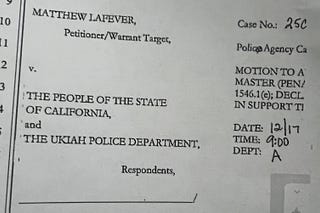 10
MATTHEW LAFEVER,
Case No.: 25C
11
Petitioner/Warrant Target,
Police Agency Ca
2
v.
MOTION TO A
MASTER (PENA
3
THE PEOPLE OF THE STATE
1546.1(e); DECL
4
OF CALIFORNIA,
IN SUPPORT TH
and
DATE: 12/17
THE UKIAH POLICE DEPARTMENT,
TIME: 9:00
DEPT: A
Respondents,